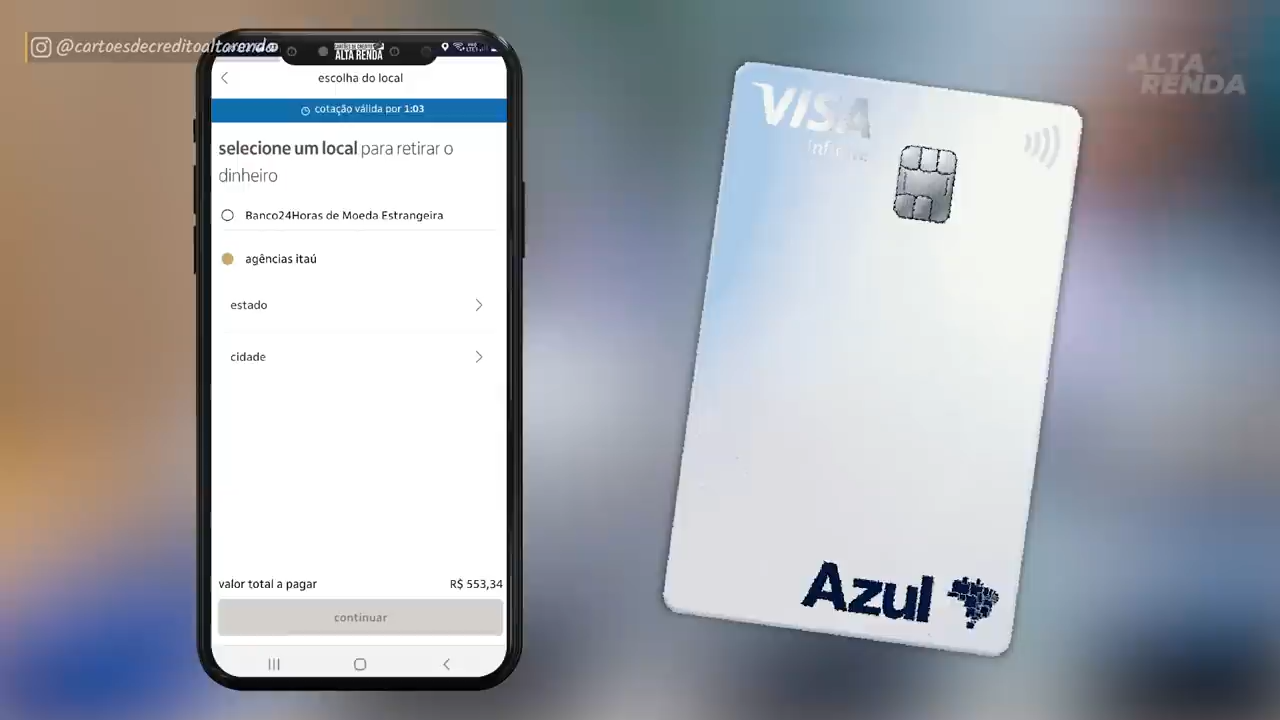 @cartoesdecreditoaltarenda
ALTA RENDA
escolha do local
cotação válida por 1:03
selecione um local para retirar o
dinheiro
Banco24Horas de Moeda Estrangeira
agências itaú
estado
cidade
valor total a pagar
R$ 553,34
continuar
VISA
Infinite
Azul
ALTA
RENDA